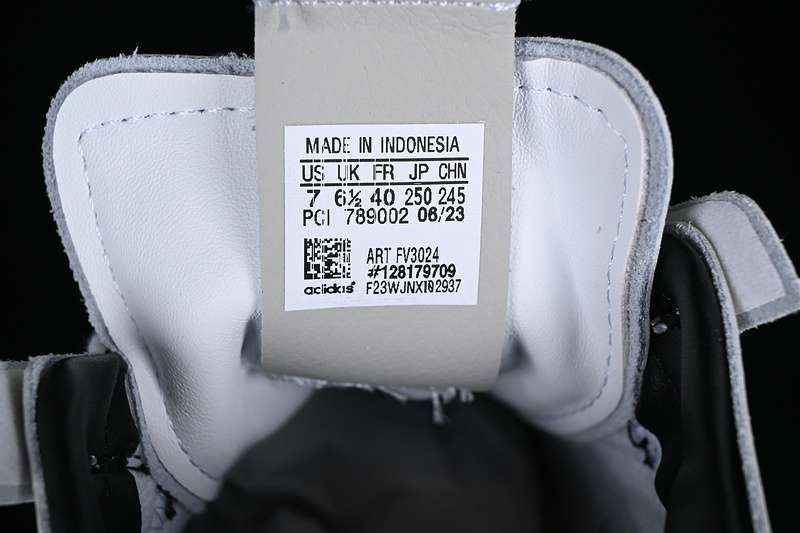 MADE IN INDONESIA
US UK FR JP CHN
7 6½ 40 250 245
PCI 789002 06/23
ART FV3024
#128179709
adidas® F23WJNXI02937